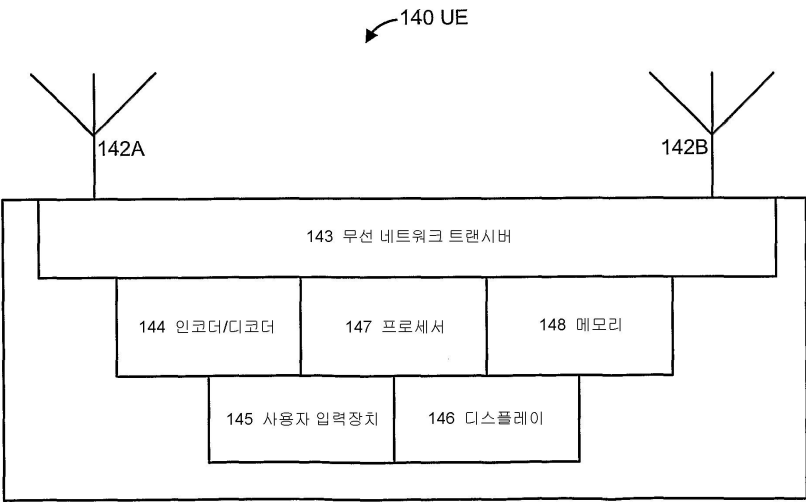 140 UE
142A
142B
143 무선 네트워크 트랜시버
144 인코더/디코더
147 프로세서
148 메모리
145 사용자 입력장치
146 디스플레이